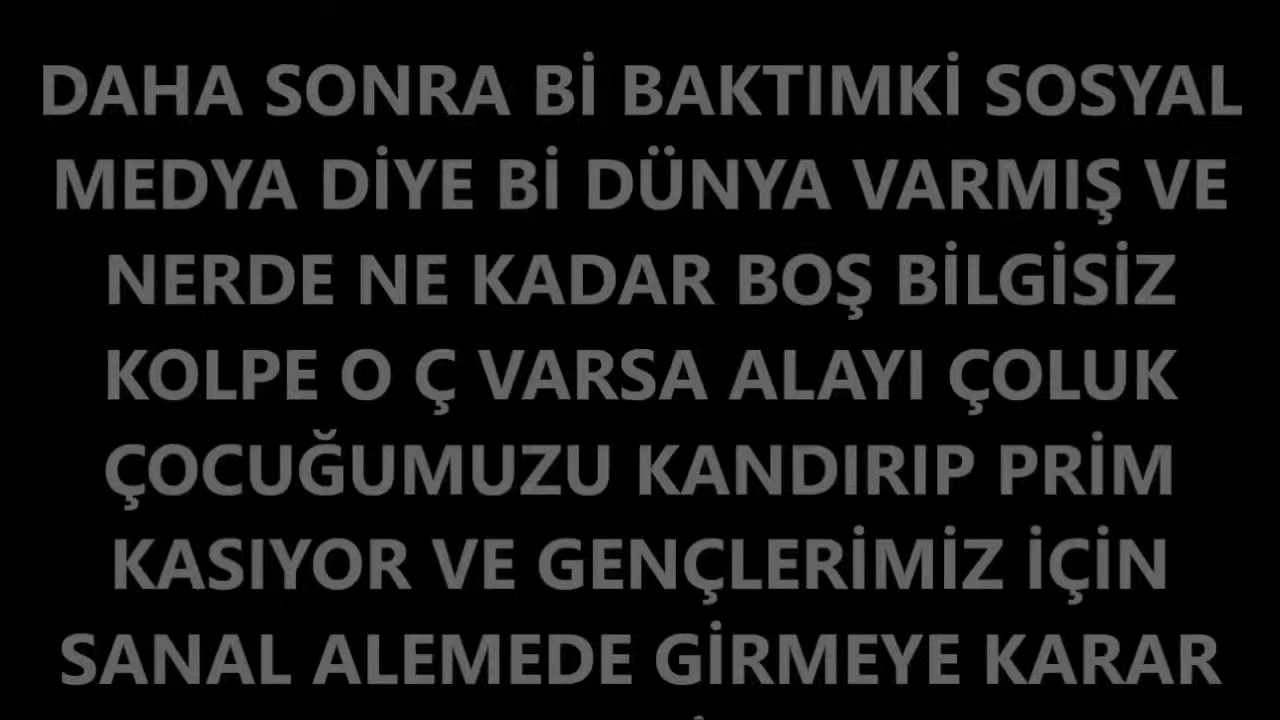 DAHA SONRA Bİ BAKTIMKİ SOSYAL
MEDYA DİYE Bİ DÜNYA VARMIŞ VE
NERDE NE KADAR BOŞ BİLGİSİZ
KOLPE O Ç VARSA ALAYI ÇOLUK
ÇOCUĞUMUZU KANDIRIP PRİM
KASIYOR VE GENÇLERİMİZ İÇİN
SANAL ALEMEDE GİRMEYE KARAR